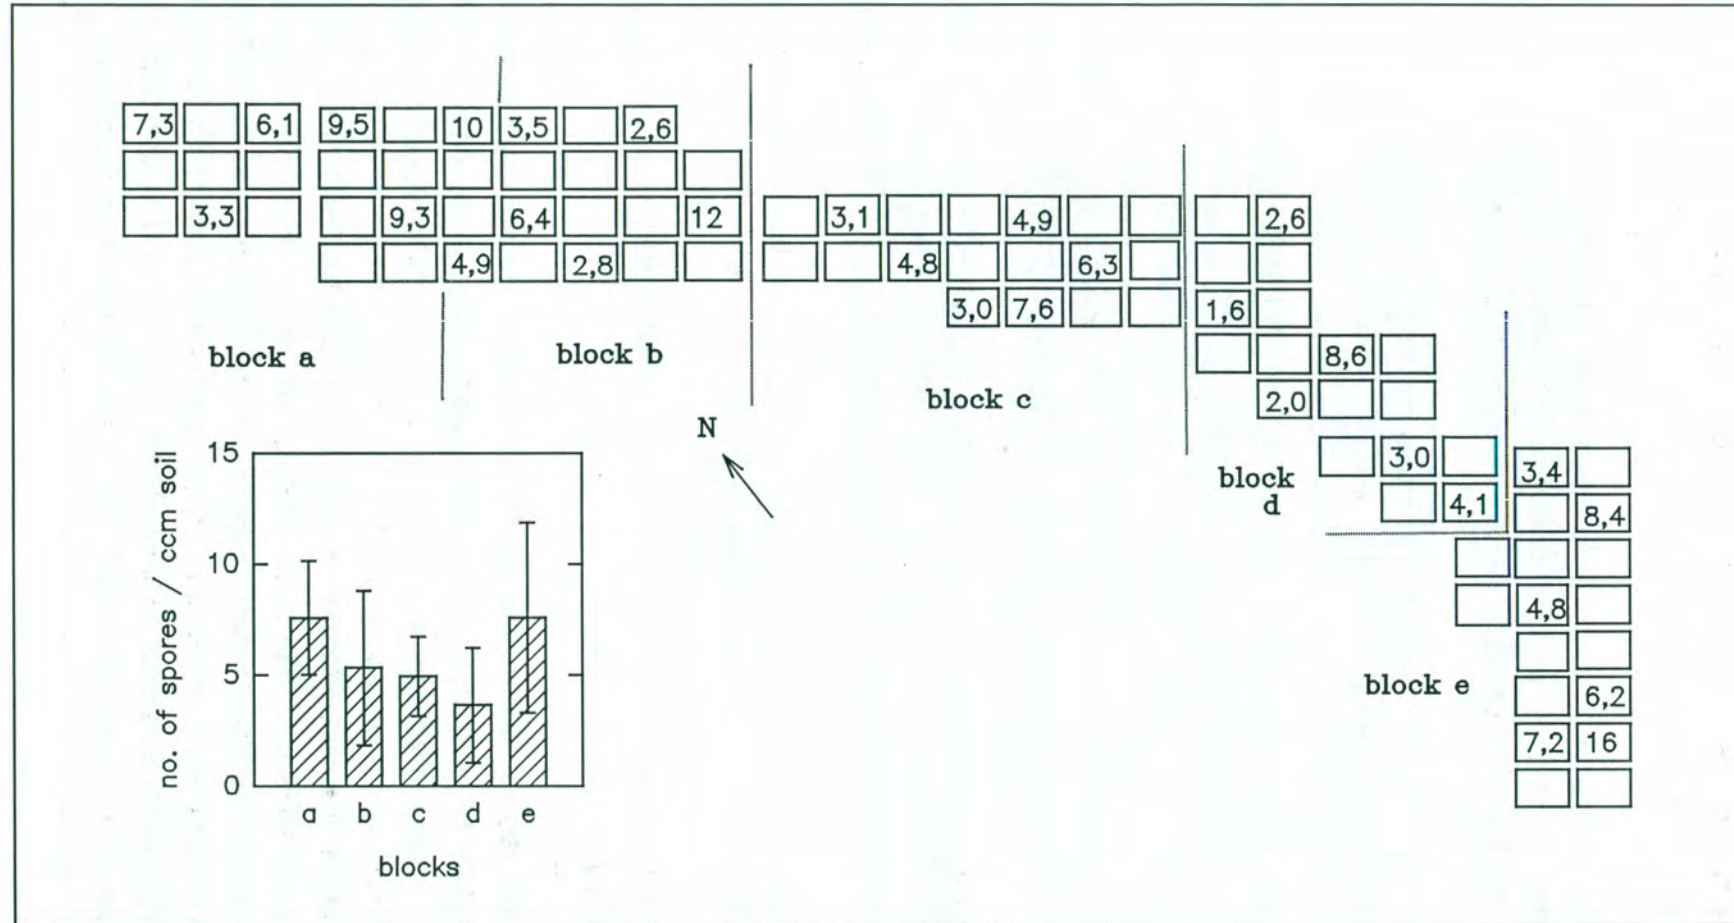 7,3 6,1 9,5 10 3,5 2,6
3,3 9,3 6,4 12 3,1 4,9 2,6
4,9 2,8 4,8 6,3
3,0 7,6 1,6
block a block b 8,6
block c 2,0
N
3,0 3,4
block
d 4,1 8,4
4,8
block e 6,2
7,2 16
no. of spores / ccm soil
15
10
5
0
a b c d e
blocks